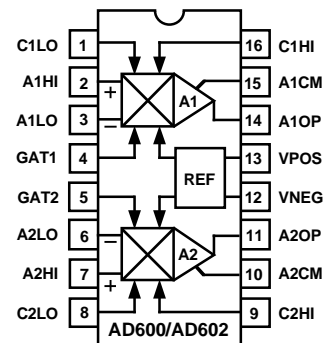 C1LO 1 16 C1HI
A1HI 2 + A1 15 A1CM
A1LO 3 – 14 A1OP
GAT1 4 REF 13 VPOS
GAT2 5 12 VNEG
A2LO 6 – A2 11 A2OP
A2HI 7 + 10 A2CM
C2LO 8 9 C2HI
AD600/AD602